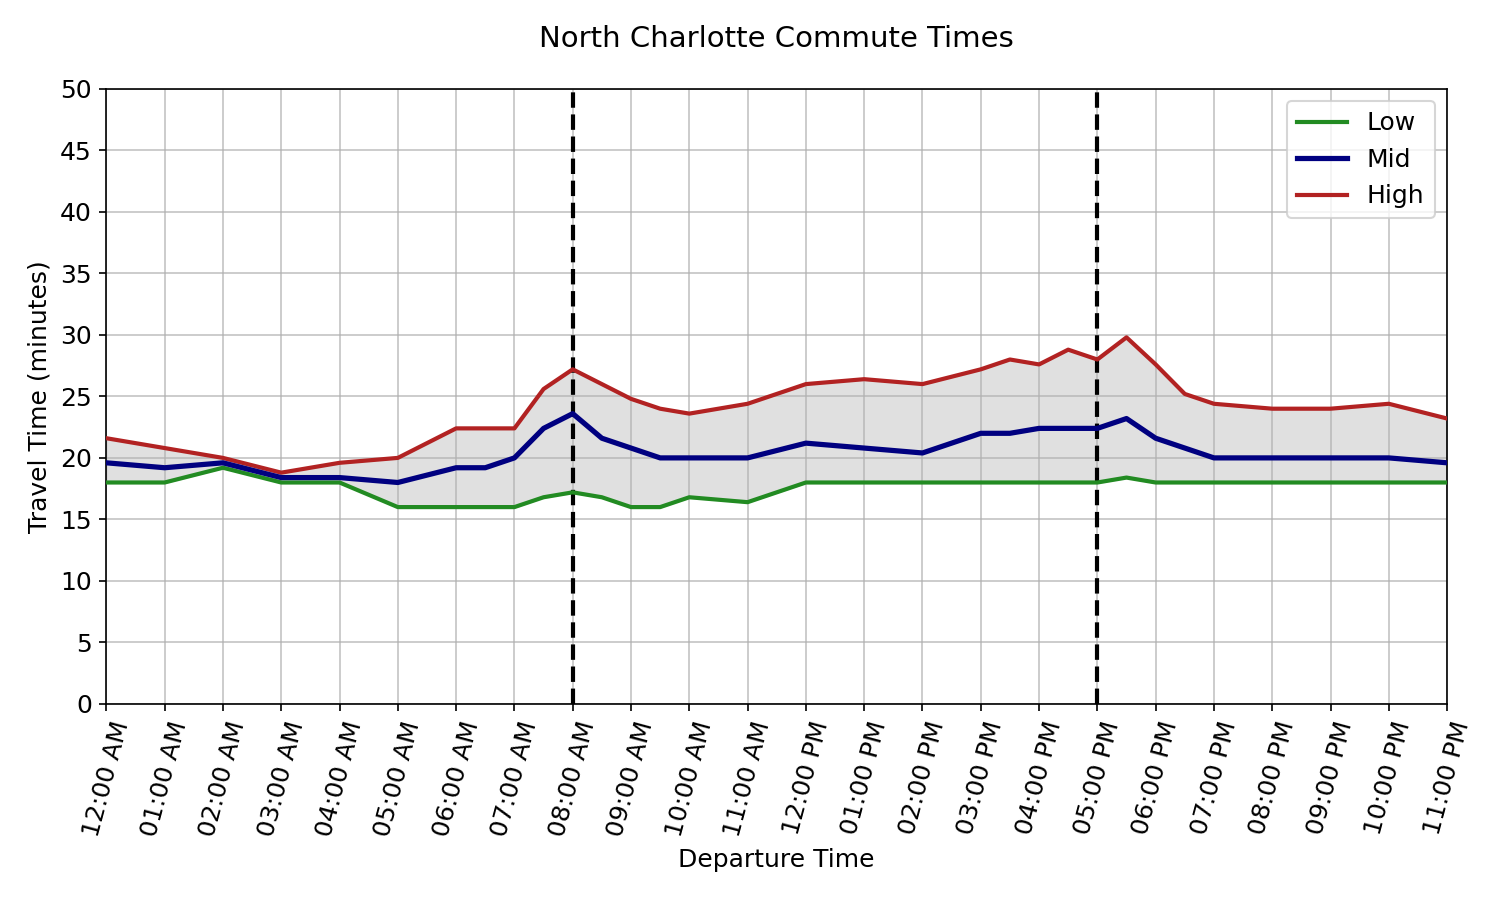 North Charlotte Commute Times
50
45
40
35
30
25
20
15
10
5
0
Travel Time (minutes)
Low
Mid
High
12:00 AM
01:00 AM
02:00 AM
03:00 AM
04:00 AM
05:00 AM
06:00 AM
07:00 AM
08:00 AM
09:00 AM
10:00 AM
11:00 AM
12:00 PM
01:00 PM
02:00 PM
03:00 PM
04:00 PM
05:00 PM
06:00 PM
07:00 PM
08:00 PM
09:00 PM
10:00 PM
11:00 PM
Departure Time